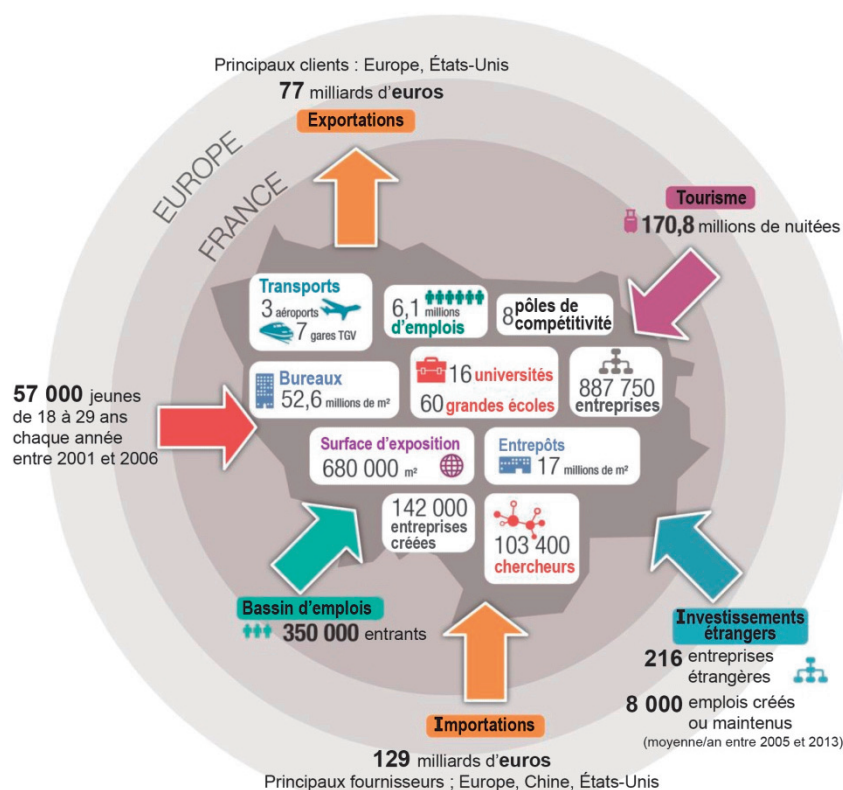 Principaux clients : Europe, États-Unis
77 milliards d'euros
Exportations
EUROPE
FRANCE
Tourisme
170,8 millions de nuitées
Transports
3 aéroports
7 gares TGV
6,1 millions
d'emplois
8 pôles de
compétitivité
57 000 jeunes
de 18 à 29 ans
chaque année
entre 2001 et 2006
Bureaux
52,6 millions de m²
16 universités
60 grandes écoles
887 750
entreprises
Surface d'exposition
680 000 m²
Entrepôts
17 millions de m²
142 000
entreprises
créées
103 400
chercheurs
Bassin d'emplois
350 000 entrants
Investissements
étrangers
216 entreprises
étrangères
8 000 emplois créés
ou maintenus
(moyenne/an entre 2005 et 2013)
Importations
129 milliards d'euros
Principaux fournisseurs ; Europe, Chine, États-Unis